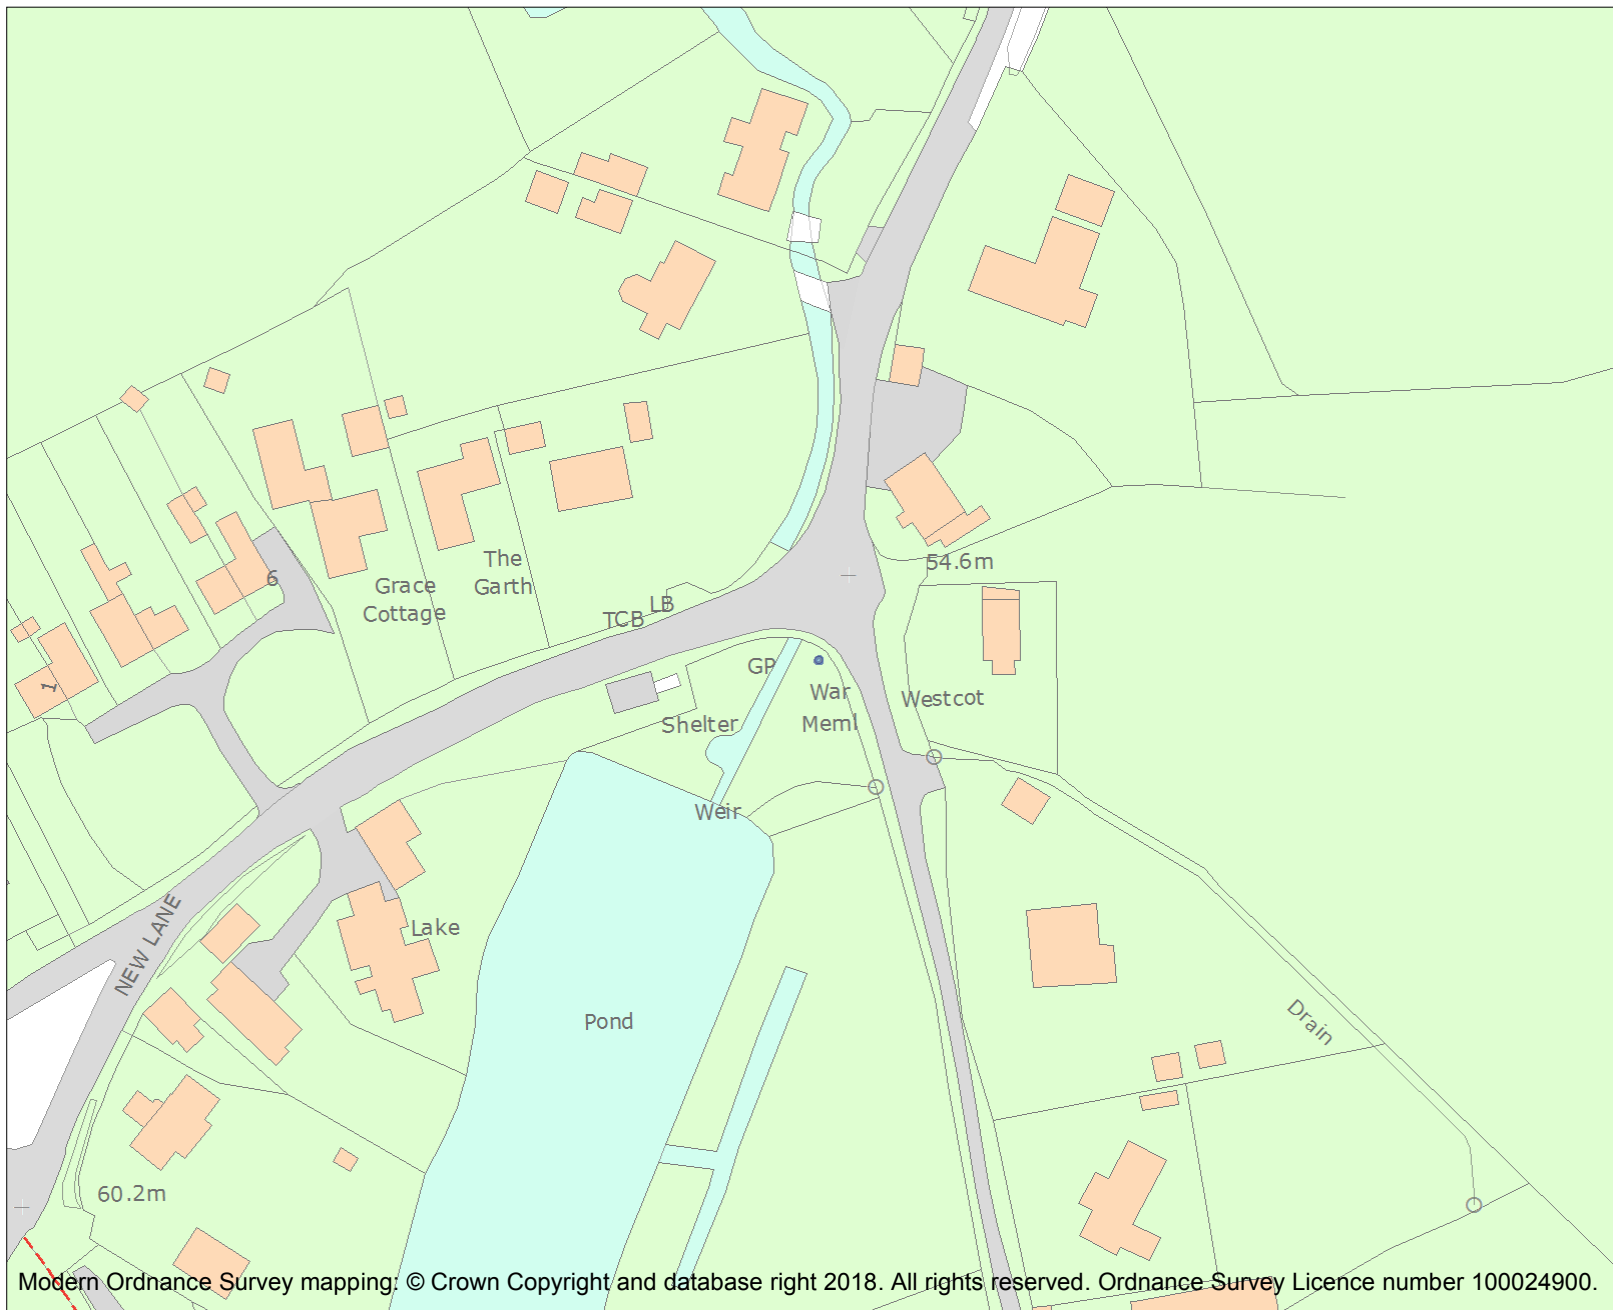 The
Garth
54.6m
6
Grace
Cottage
LB
TCB
GP
1
War
Meml
Westcot
Shelter
Weir
NEW LANE
Lake
Pond
Drain
60.2m
Modern Ordnance Survey mapping: © Crown Copyright and database right 2018. All rights reserved. Ordnance Survey Licence number 100024900.